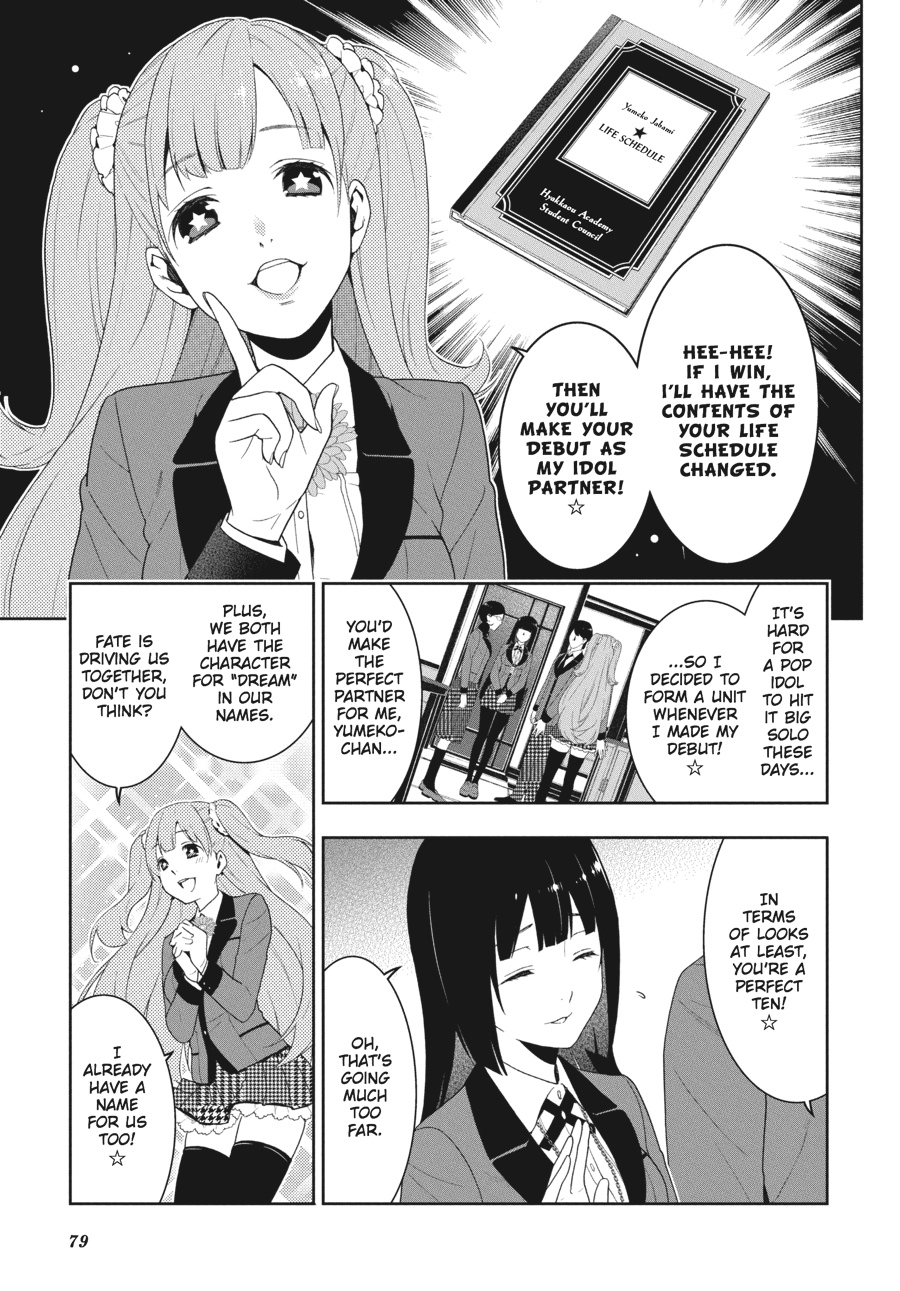 Yumeko Jabami
★
LIFE SCHEDULE
Hyakkaou Academy
Student Council
HEE-HEE!
IF I WIN,
I'LL HAVE THE
CONTENTS OF
YOUR LIFE
SCHEDULE
CHANGED.
THEN
YOU'LL
MAKE YOUR
DEBUT AS
MY IDOL
PARTNER!
☆
IT'S
HARD
FOR
A POP
IDOL
TO HIT
IT BIG
SOLO
THESE
DAYS...
...SO I
DECIDED TO
FORM A UNIT
WHENEVER
I MADE MY
DEBUT!
☆
YOU'D
MAKE
THE
PERFECT
PARTNER
FOR ME,
YUMEKO-
CHAN...
IN
TERMS
OF LOOKS
AT LEAST,
YOU'RE A
PERFECT
TEN!
☆
OH,
THAT'S
GOING
MUCH
TOO
FAR.
PLUS,
WE BOTH
HAVE THE
CHARACTER
FOR "DREAM"
IN OUR
NAMES.
FATE IS
DRIVING US
TOGETHER,
DON'T YOU
THINK?
I
ALREADY
HAVE A
NAME
FOR US
TOO!
☆
79